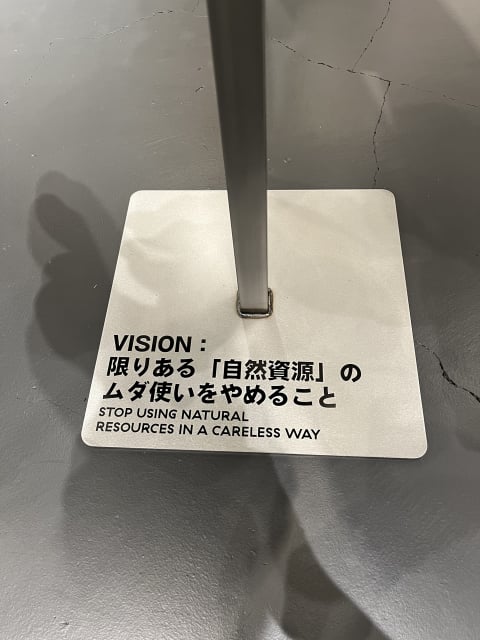 VISION :
限りある「自然資源」の
ムダ使いをやめること
STOP USING NATURAL
RESOURCES IN A CARELESS WAY